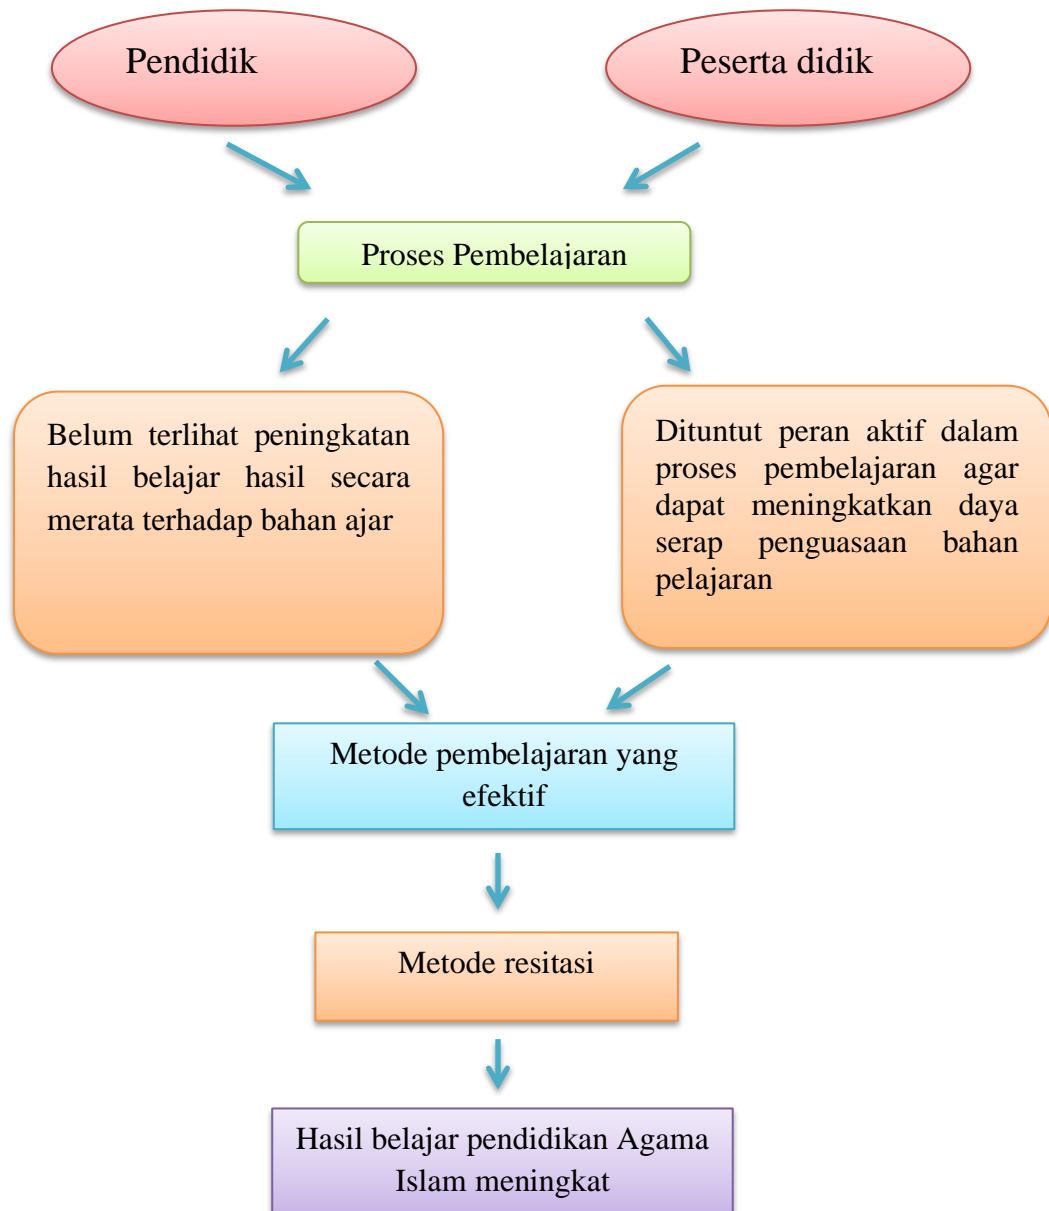 Pendidik
Peserta didik
Proses Pembelajaran
Belum terlihat peningkatan
hasil belajar hasil secara
merata terhadap bahan ajar
Dituntut peran aktif dalam
proses pembelajaran agar
dapat meningkatkan daya
serap penguasaan bahan
pelajaran
Metode pembelajaran yang
efektif
Metode resitasi
Hasil belajar pendidikan Agama
Islam meningkat